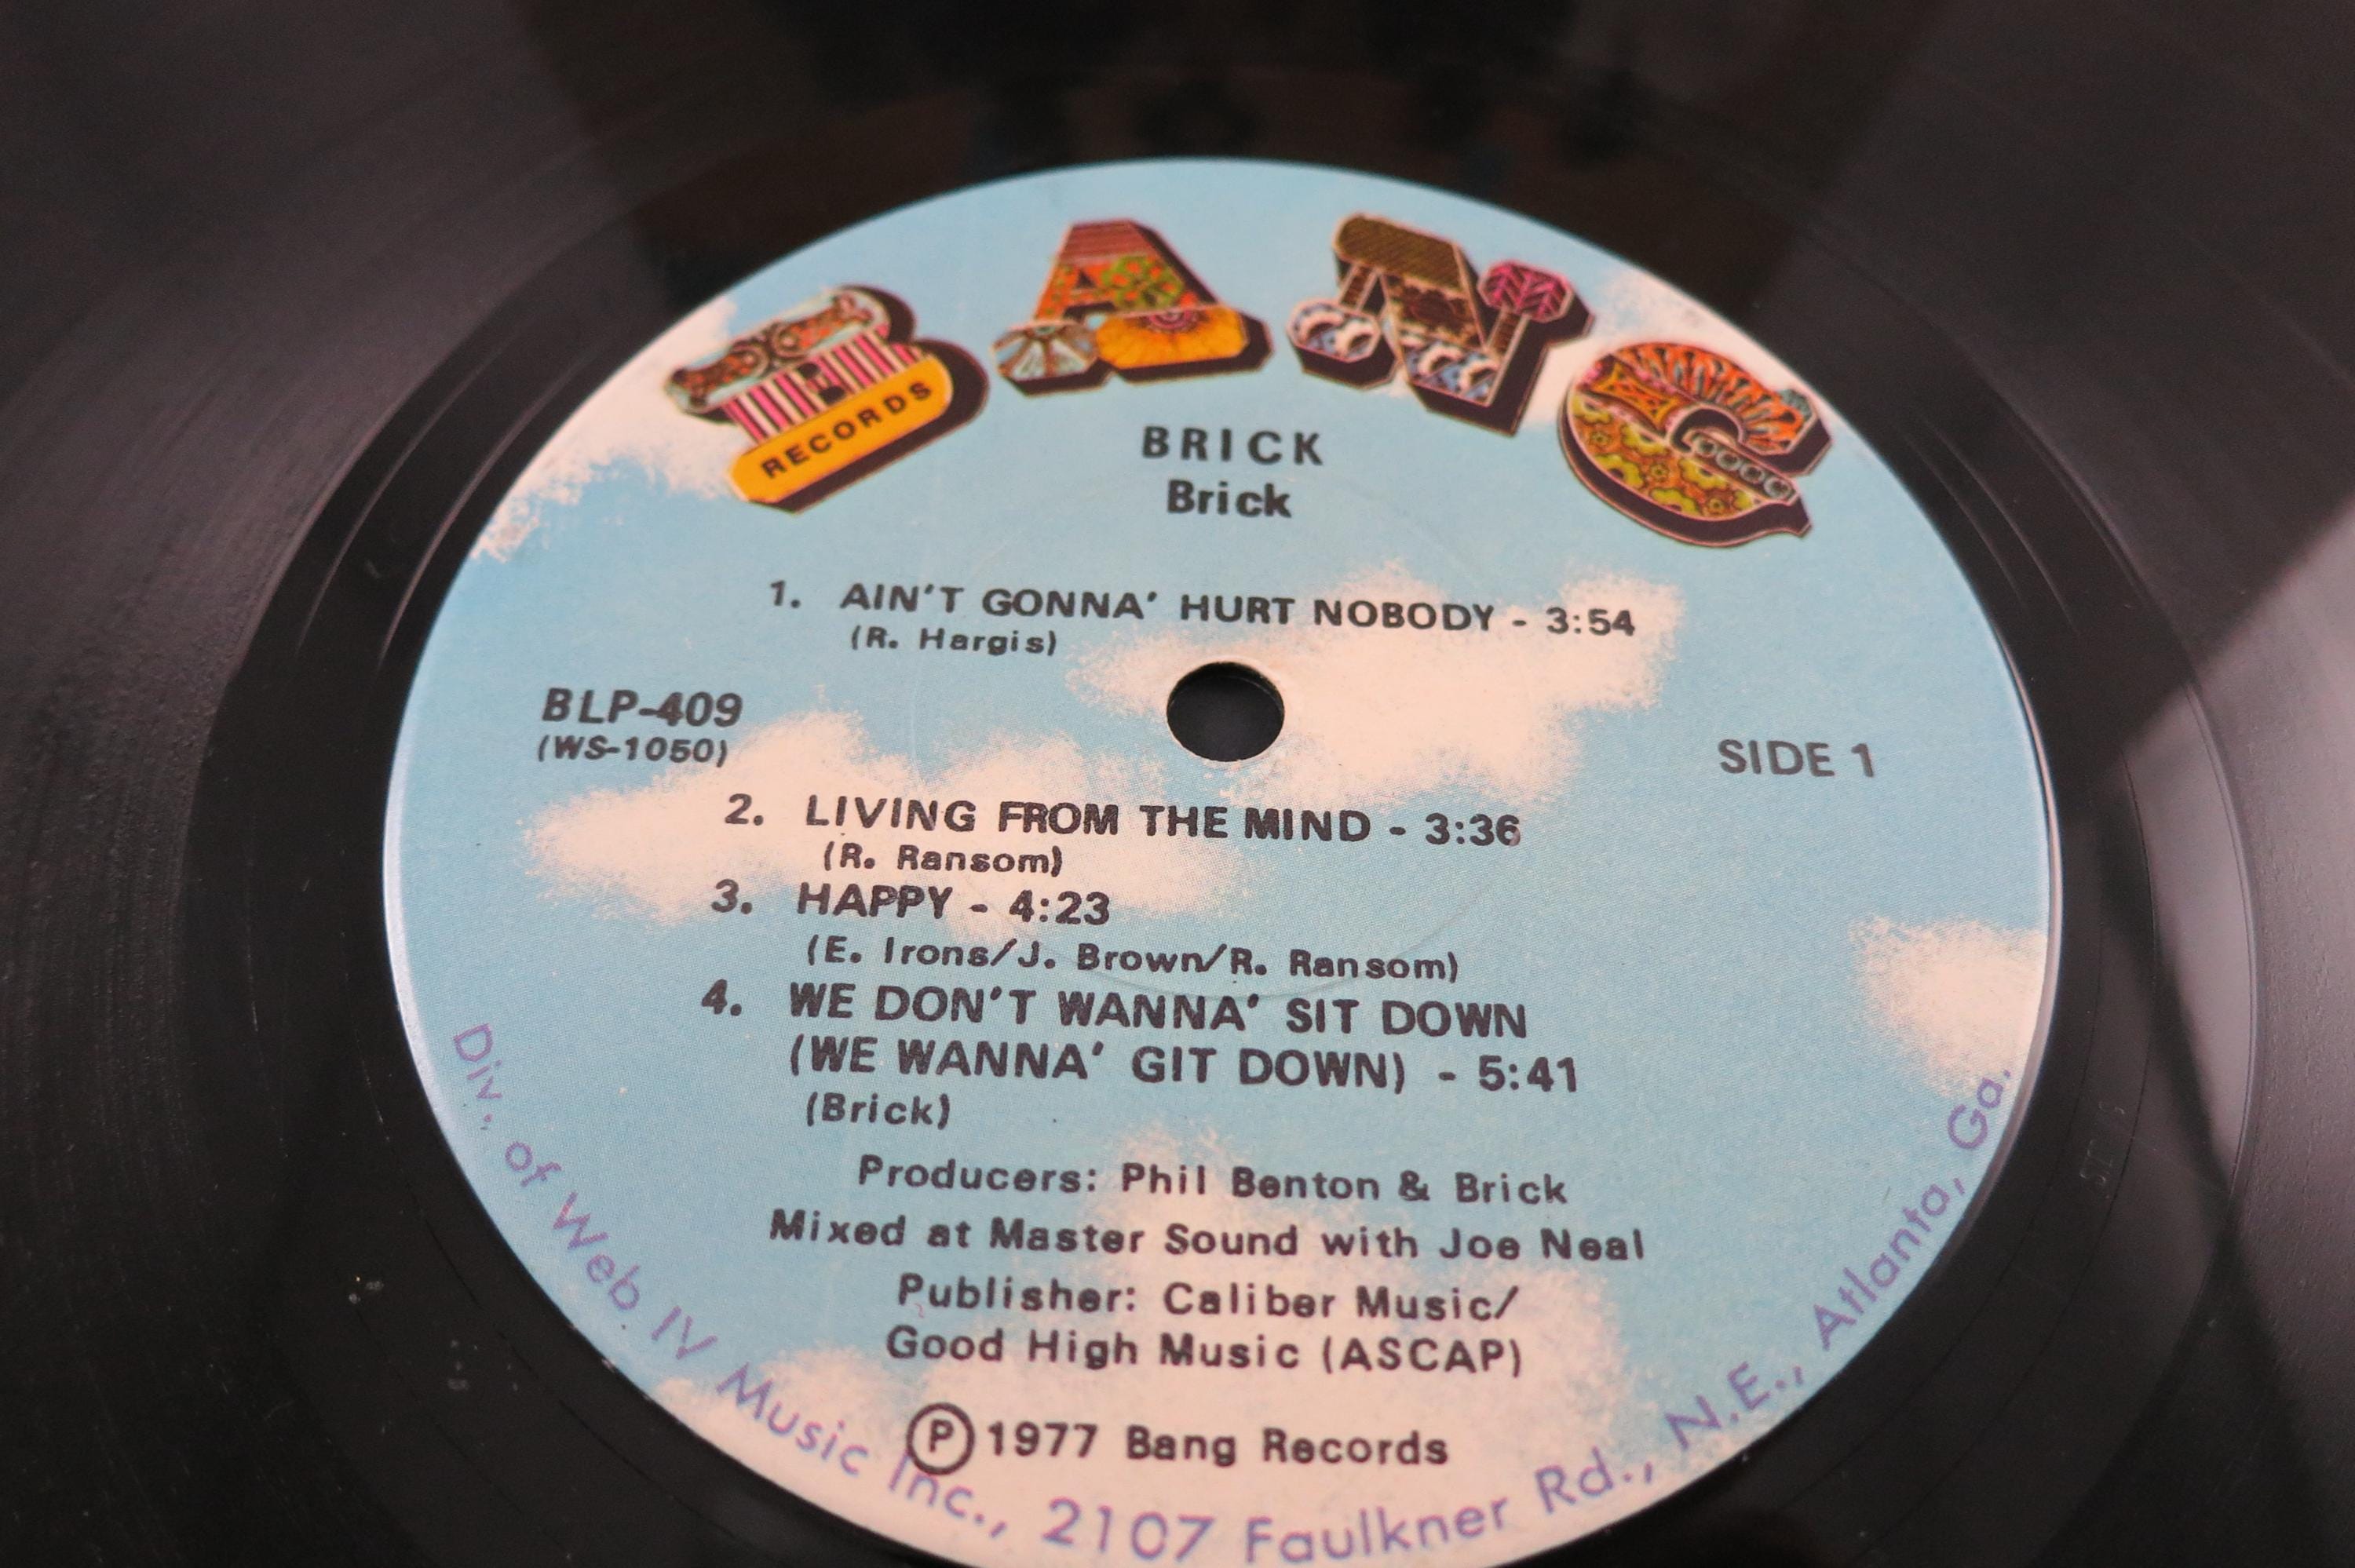 BANG
RECORDS
BRICK
Brick
1. AIN'T GONNA' HURT NOBODY - 3:54
(R. Hargis)
BLP-409
(WS-1050)
SIDE 1
2. LIVING FROM THE MIND - 3:36
(R. Ransom)
3. HAPPY - 4:23
(E. Irons/J. Brown/R. Ransom)
4. WE DON'T WANNA' SIT DOWN
(WE WANNA' GIT DOWN) - 5:41
(Brick)
Producers: Phil Benton & Brick
Mixed at Master Sound with Joe Neal
Publisher: Caliber Music/
Good High Music (ASCAP)
Ⓟ 1977 Bang Records
Div. of Web IV Music Inc., 2107 Faulkner Rd., N.E., Atlanta, Ga.